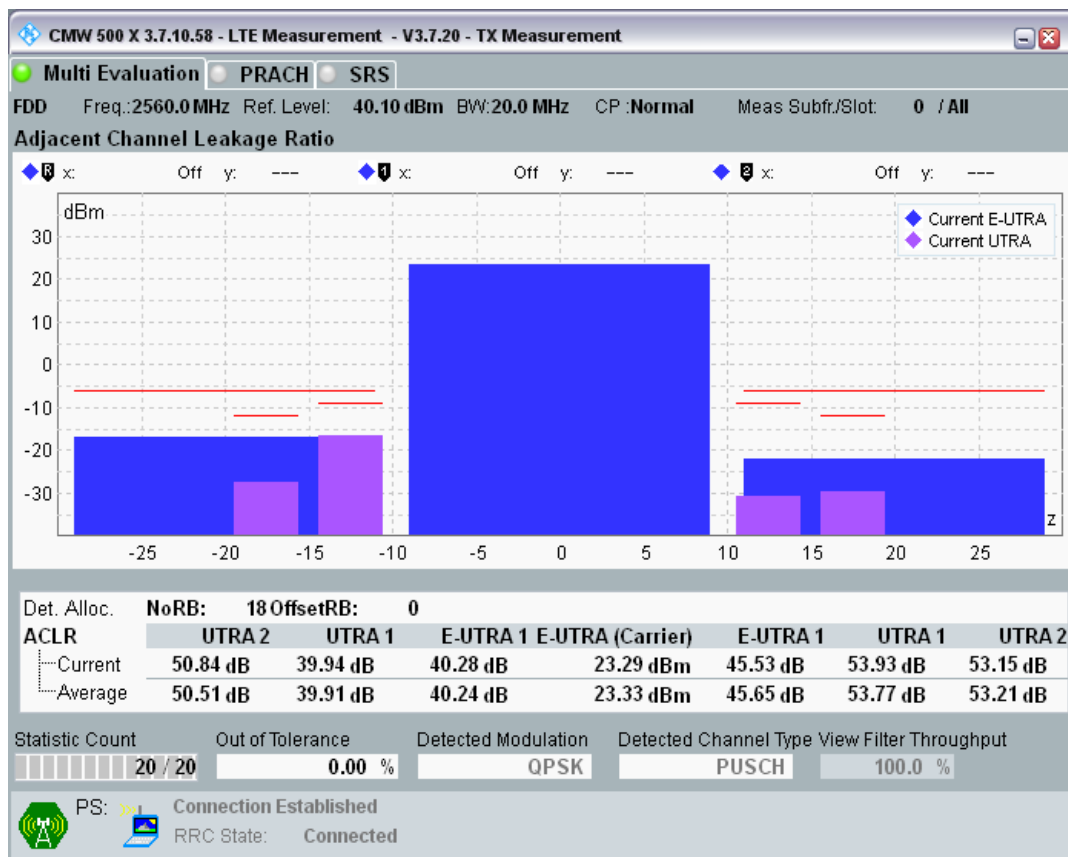 CMW 500 X 3.7.10.58 - LTE Measurement - V3.7.20 - TX Measurement
Multi Evaluation PRACH SRS
FDD Freq.:2560.0 MHz Ref. Level: 40.10 dBm BW:20.0 MHz CP :Normal Meas Subfr./Slot: 0 / All
Adjacent Channel Leakage Ratio
R x: Off y: --- 1 x: Off y: --- 2 x: Off y: ---
dBm
Current E-UTRA
Current UTRA
30
20
10
0
-10
-20
-30
z
-25 -20 -15 -10 -5 0 5 10 15 20 25
Det. Alloc. NoRB: 18 OffsetRB: 0
ACLR UTRA 2 UTRA 1 E-UTRA 1 E-UTRA (Carrier) E-UTRA 1 UTRA 1 UTRA 2
Current 50.84 dB 39.94 dB 40.28 dB 23.29 dBm 45.53 dB 53.93 dB 53.15 dB
Average 50.51 dB 39.91 dB 40.24 dB 23.33 dBm 45.65 dB 53.77 dB 53.21 dB
Statistic Count Out of Tolerance Detected Modulation Detected Channel Type View Filter Throughput
20 / 20 0.00 % QPSK PUSCH 100.0 %
PS: Connection Established
RRC State: Connected